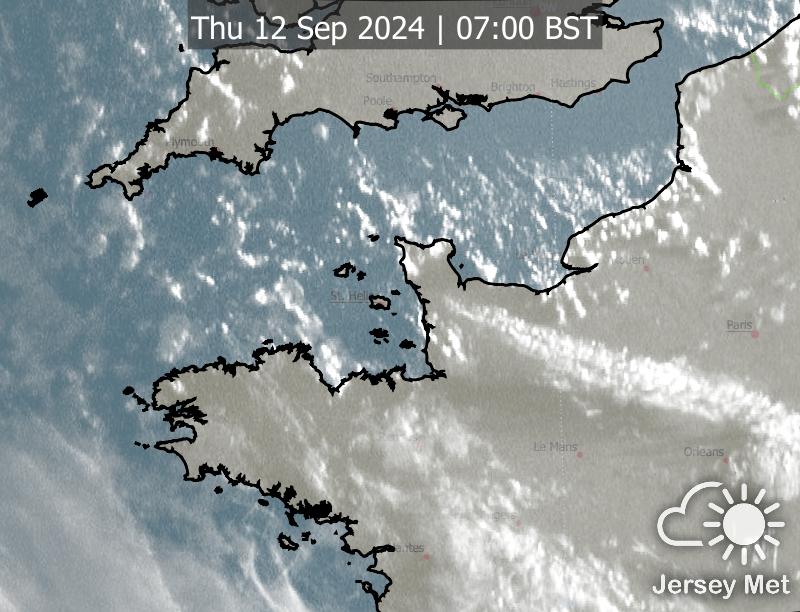 Thu 12 Sep 2024 | 07:00 BST
Southampton
Brighton
Hastings
Poole
Plymouth
St. Heli
Rouen
Paris
Le Mans
Orleans
Nantes
Jersey Met